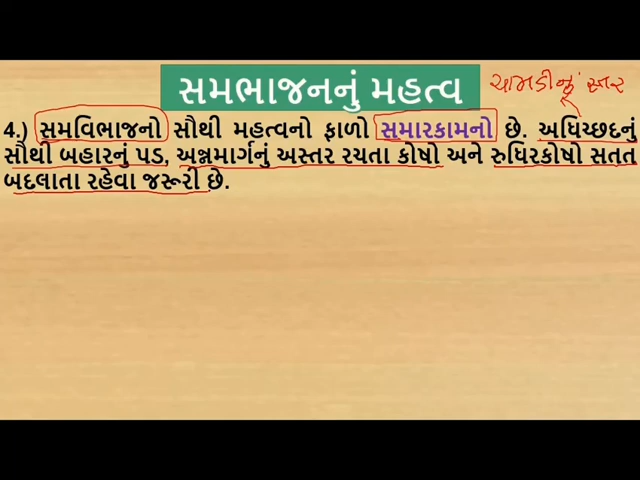 સમભાજનનું મહત્વ
ચામડીનું સ્તર
4.) સમવિભાજનો સૌથી મહત્વનો ફાળો સમારકામનો છે. અધિચ્છદનું
સૌથી બહારનું પડ, અન્નમાર્ગનું અસ્તર રચતા કોષો અને રુધિરકોષો સતત
બદલાતા રહેવા જરૂરી છે.